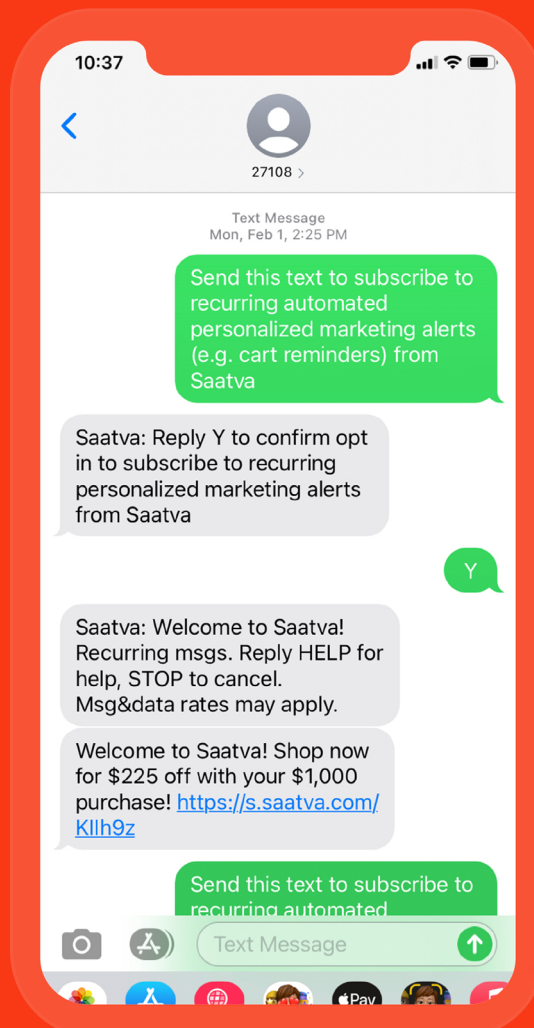 10:37
27108 >
Text Message
Mon, Feb 1, 2:25 PM
Send this text to subscribe to
recurring automated
personalized marketing alerts
(e.g. cart reminders) from
Saatva
Saatva: Reply Y to confirm opt
in to subscribe to recurring
personalized marketing alerts
from Saatva
Y
Saatva: Welcome to Saatva!
Recurring msgs. Reply HELP for
help, STOP to cancel.
Msg&data rates may apply.
Welcome to Saatva! Shop now
for $225 off with your $1,000
purchase! https://s.saatva.com/
KIlh9z
Send this text to subscribe to
recurring automated
Text Message
Pay